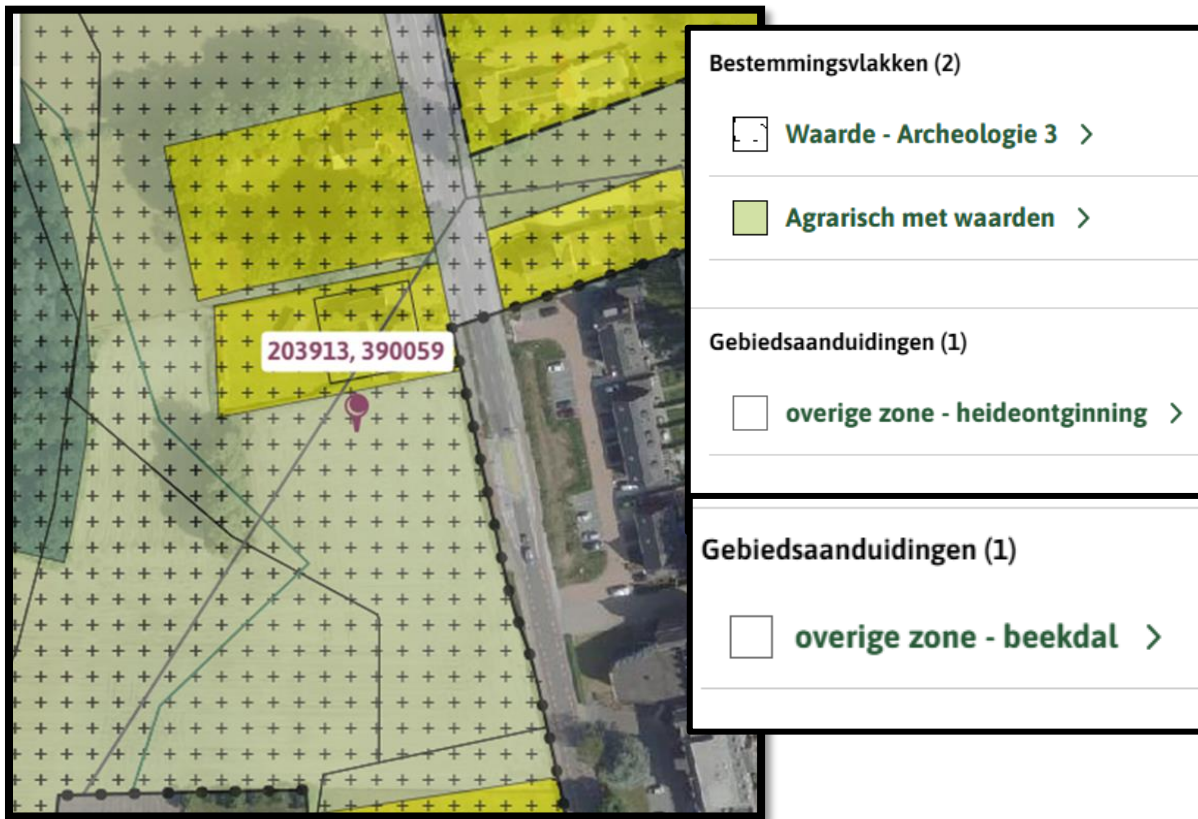 203913, 390059
Bestemmingsvlakken (2)
Waarde - Archeologie 3
Agrarisch met waarden
Gebiedsaanduidingen (1)
overige zone - heideontginning
Gebiedsaanduidingen (1)
overige zone - beekdal